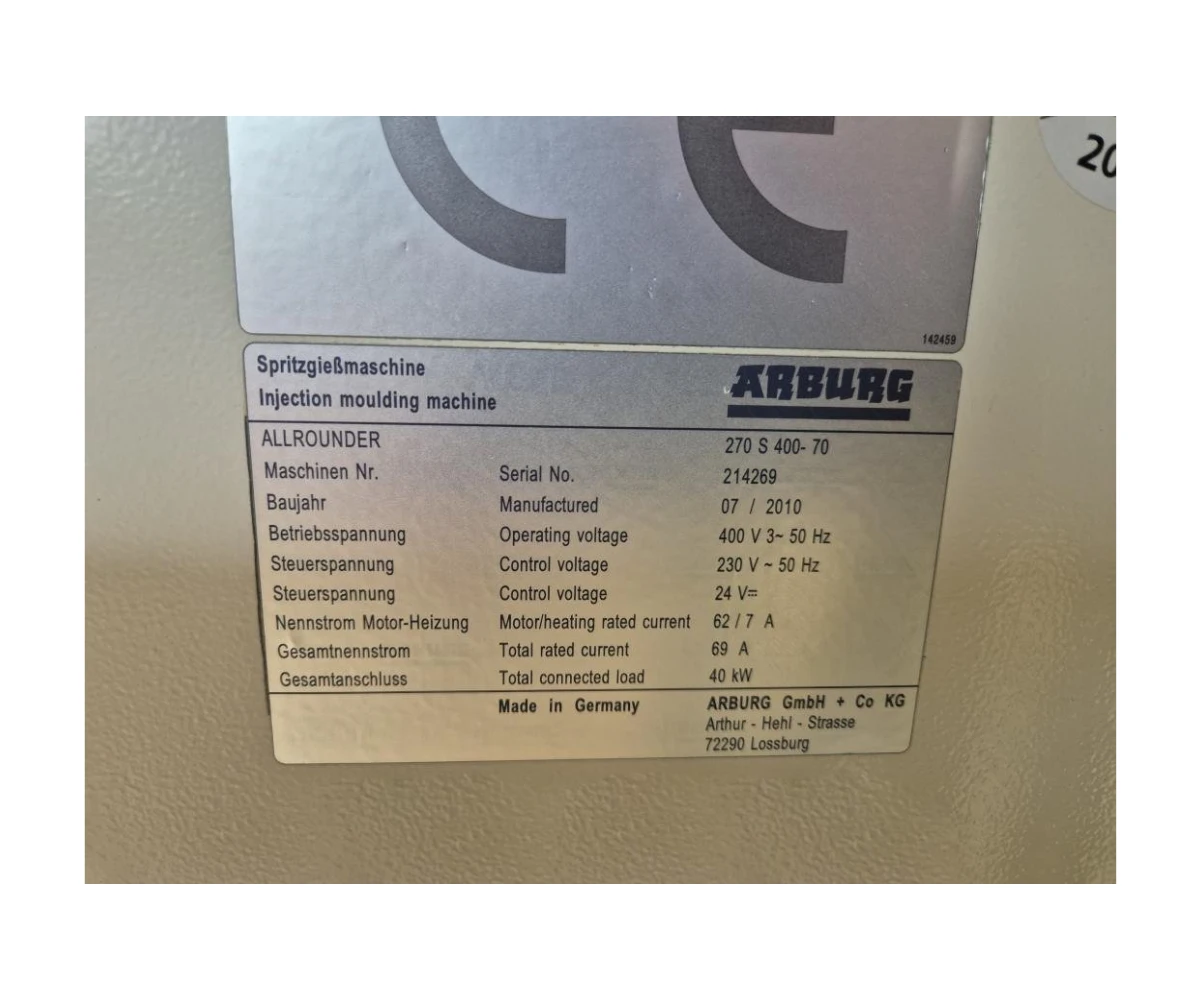 CE
20
142459
Spritzgießmaschine
Injection moulding machine
ARBURG
ALLROUNDER 270 S 400- 70
Maschinen Nr. Serial No. 214269
Baujahr Manufactured 07 / 2010
Betriebsspannung Operating voltage 400 V 3~ 50 Hz
Steuerspannung Control voltage 230 V ~ 50 Hz
Steuerspannung Control voltage 24 V⎓
Nennstrom Motor-Heizung Motor/heating rated current 62 / 7 A
Gesamtnennstrom Total rated current 69 A
Gesamtanschluss Total connected load 40 kW
Made in Germany ARBURG GmbH + Co KG
Arthur - Hehl - Strasse
72290 Lossburg